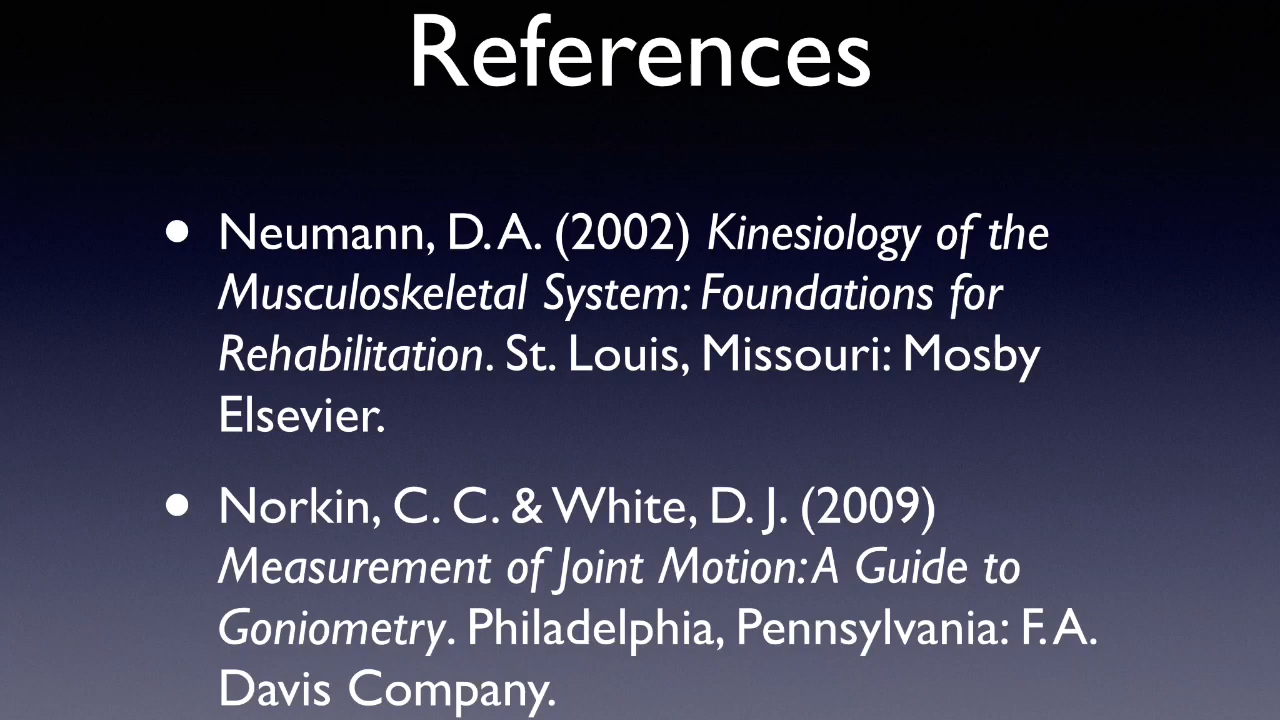 References
• Neumann, D. A. (2002) Kinesiology of the
Musculoskeletal System: Foundations for
Rehabilitation. St. Louis, Missouri: Mosby
Elsevier.
• Norkin, C. C. & White, D. J. (2009)
Measurement of Joint Motion: A Guide to
Goniometry. Philadelphia, Pennsylvania: F. A.
Davis Company.